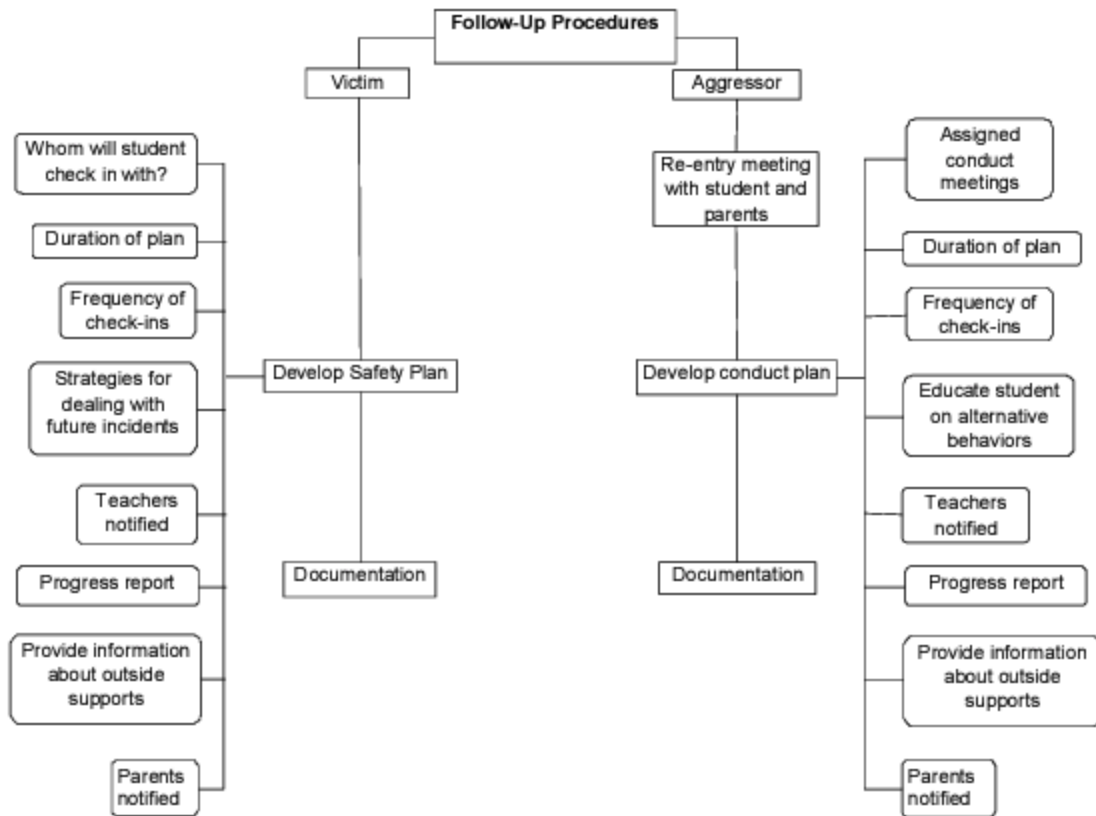 Follow-Up Procedures
Victim
Aggressor
Whom will student
check in with?
Duration of plan
Frequency of
check-ins
Strategies for
dealing with
future incidents
Teachers
notified
Progress report
Provide information
about outside
supports
Parents
notified
Develop Safety Plan
Documentation
Re-entry meeting
with student and
parents
Develop conduct plan
Documentation
Assigned
conduct
meetings
Duration of plan
Frequency of
check-ins
Educate student
on alternative
behaviors
Teachers
notified
Progress report
Provide information
about outside
supports
Parents
notified